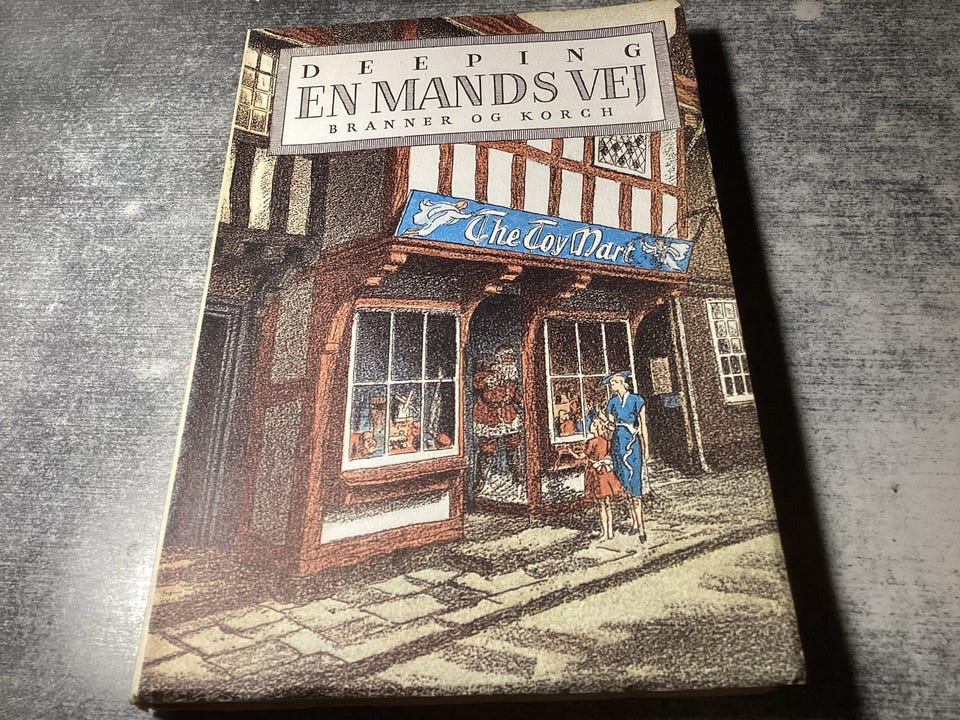 DEEPING
EN MANDS VEJ
BRANNER OG KORCH
The Toy Mart